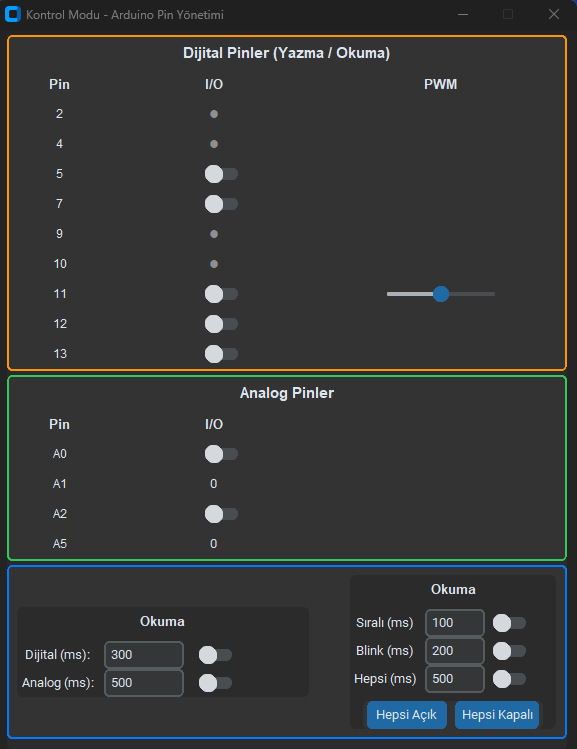 Kontrol Modu - Arduino Pin Yönetimi
Dijital Pinler (Yazma / Okuma)
Pin I/O PWM
2
4
5
7
9
10
11
12
13
Analog Pinler
Pin I/O
A0
A1 0
A2
A5 0
Okuma
Dijital (ms): 300
Analog (ms): 500
Okuma
Sıralı (ms) 100
Blink (ms) 200
Hepsi (ms) 500
Hepsi Açık Hepsi Kapalı